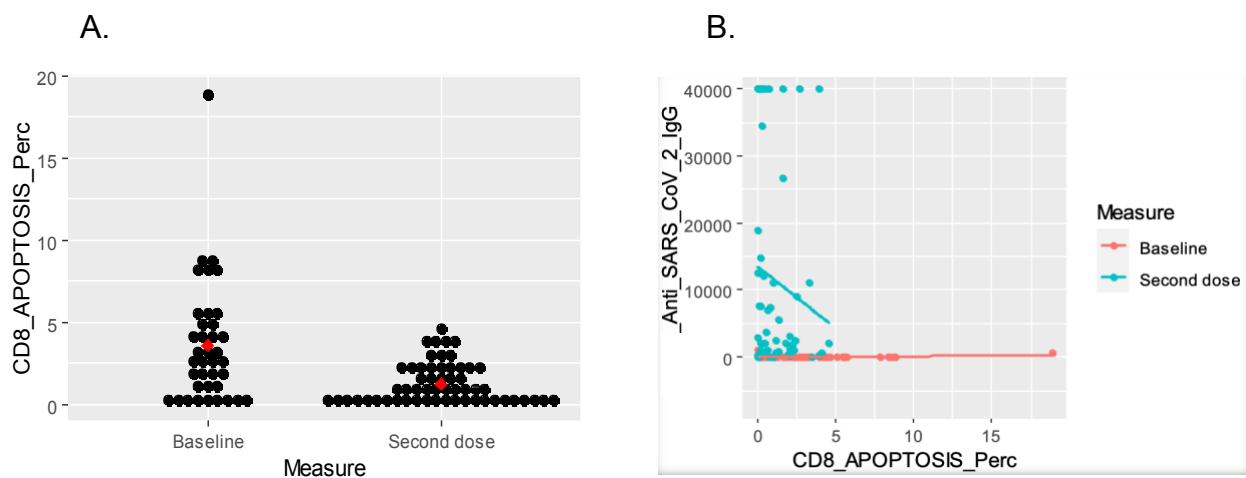 A.
B.
20
15
10
5
0
CD8_APOPTOSIS_Perc
Baseline
Second dose
Measure
40000
30000
20000
10000
0
_Anti_SARS_CoV_2_IgG
0
5
10
15
CD8_APOPTOSIS_Perc
Measure
Baseline
Second dose